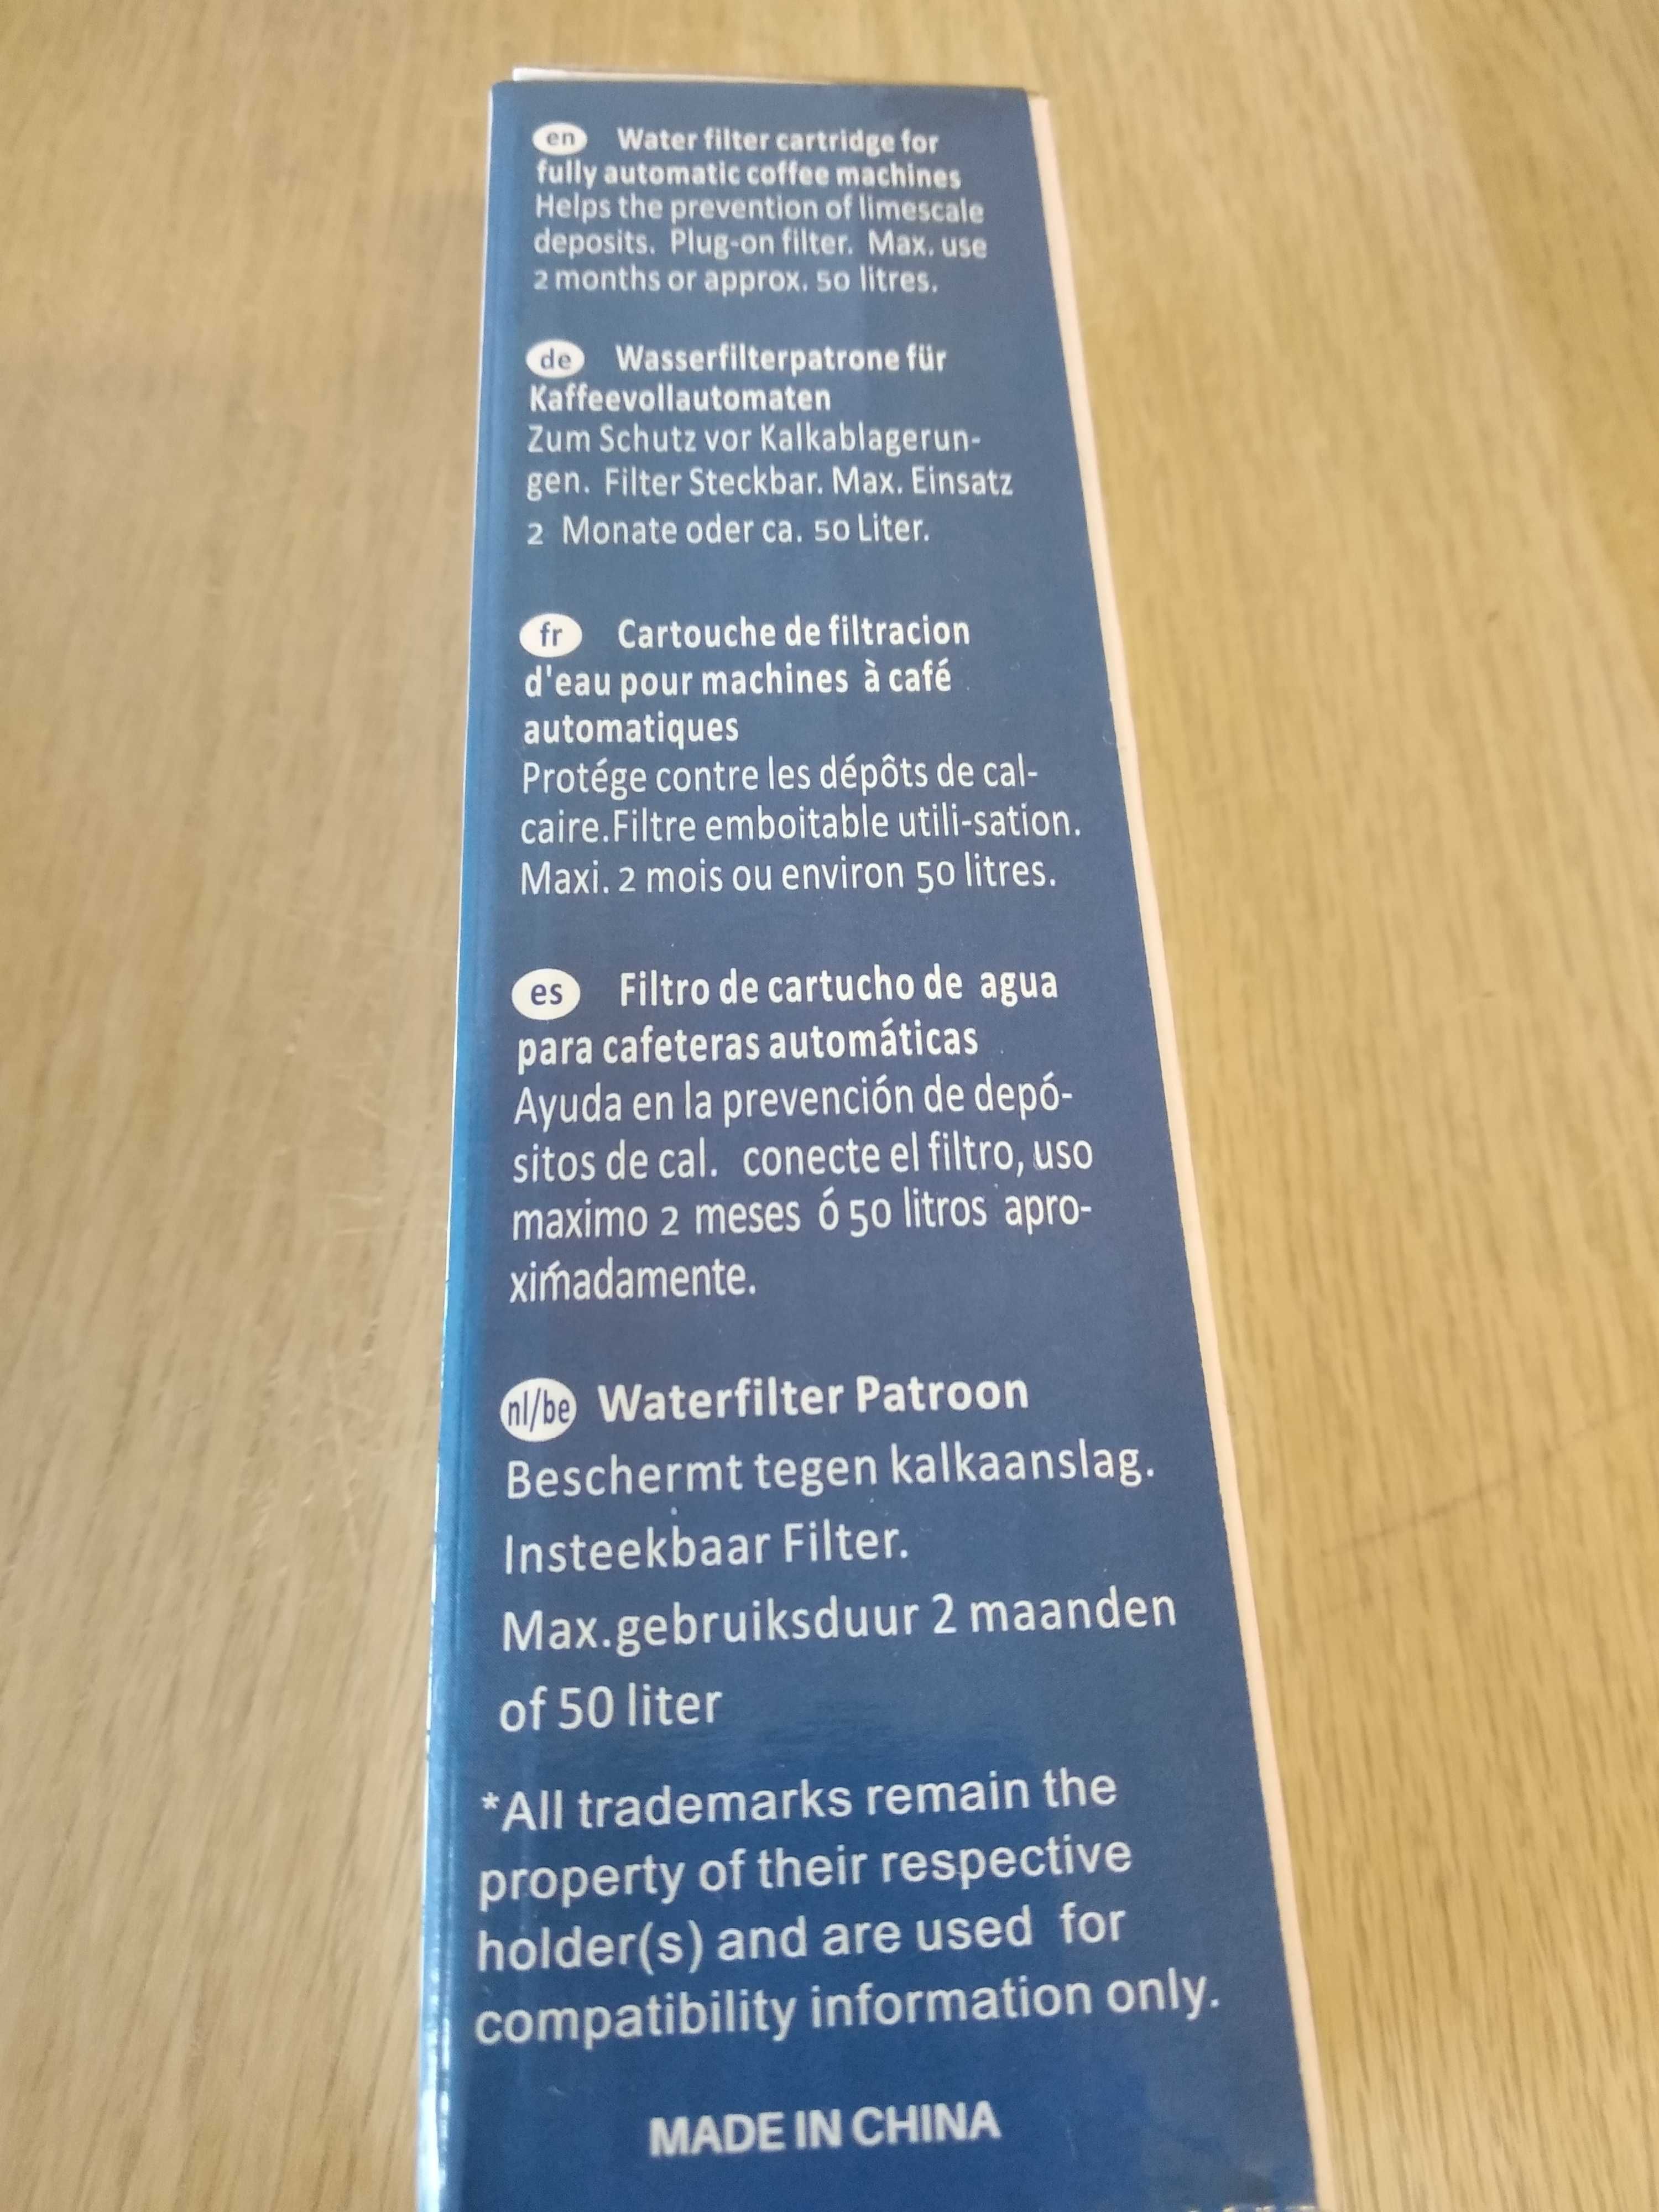 en Water filter cartridge for
fully automatic coffee machines
Helps the prevention of limescale
deposits. Plug-on filter. Max. use
2 months or approx. 50 litres.
de Wasserfilterpatrone für
Kaffeevollautomaten
Zum Schutz vor Kalkablagerun-
gen. Filter Steckbar. Max. Einsatz
2 Monate oder ca. 50 Liter.
fr Cartouche de filtracion
d'eau pour machines à café
automatiques
Protége contre les dépôts de cal-
caire.Filtre emboitable utili-sation.
Maxi. 2 mois ou environ 50 litres.
es Filtro de cartucho de agua
para cafeteras automáticas
Ayuda en la prevención de depó-
sitos de cal. conecte el filtro, uso
maximo 2 meses ó 50 litros apro-
ximadamente.
nl/be Waterfilter Patroon
Beschermt tegen kalkaanslag.
Insteekbaar Filter.
Max.gebruiksduur 2 maanden
of 50 liter
*All trademarks remain the
property of their respective
holder(s) and are used for
compatibility information only.
MADE IN CHINA